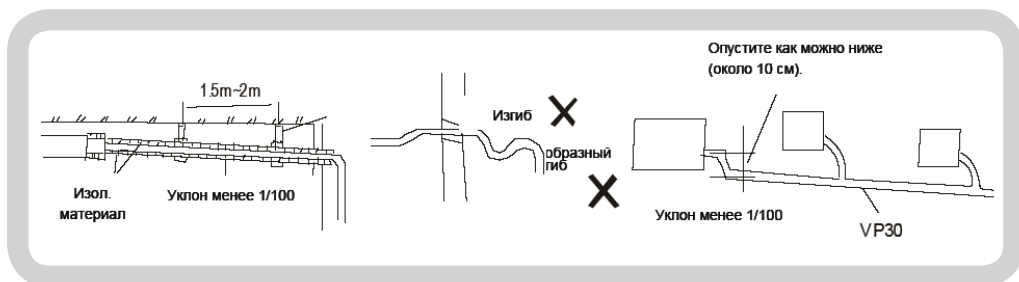 1.5m~2m
Изол.
материал
Уклон менее 1/100
Изгиб
образный
гиб
Опустите как можно ниже
(около 10 см).
Уклон менее 1/100
VP30